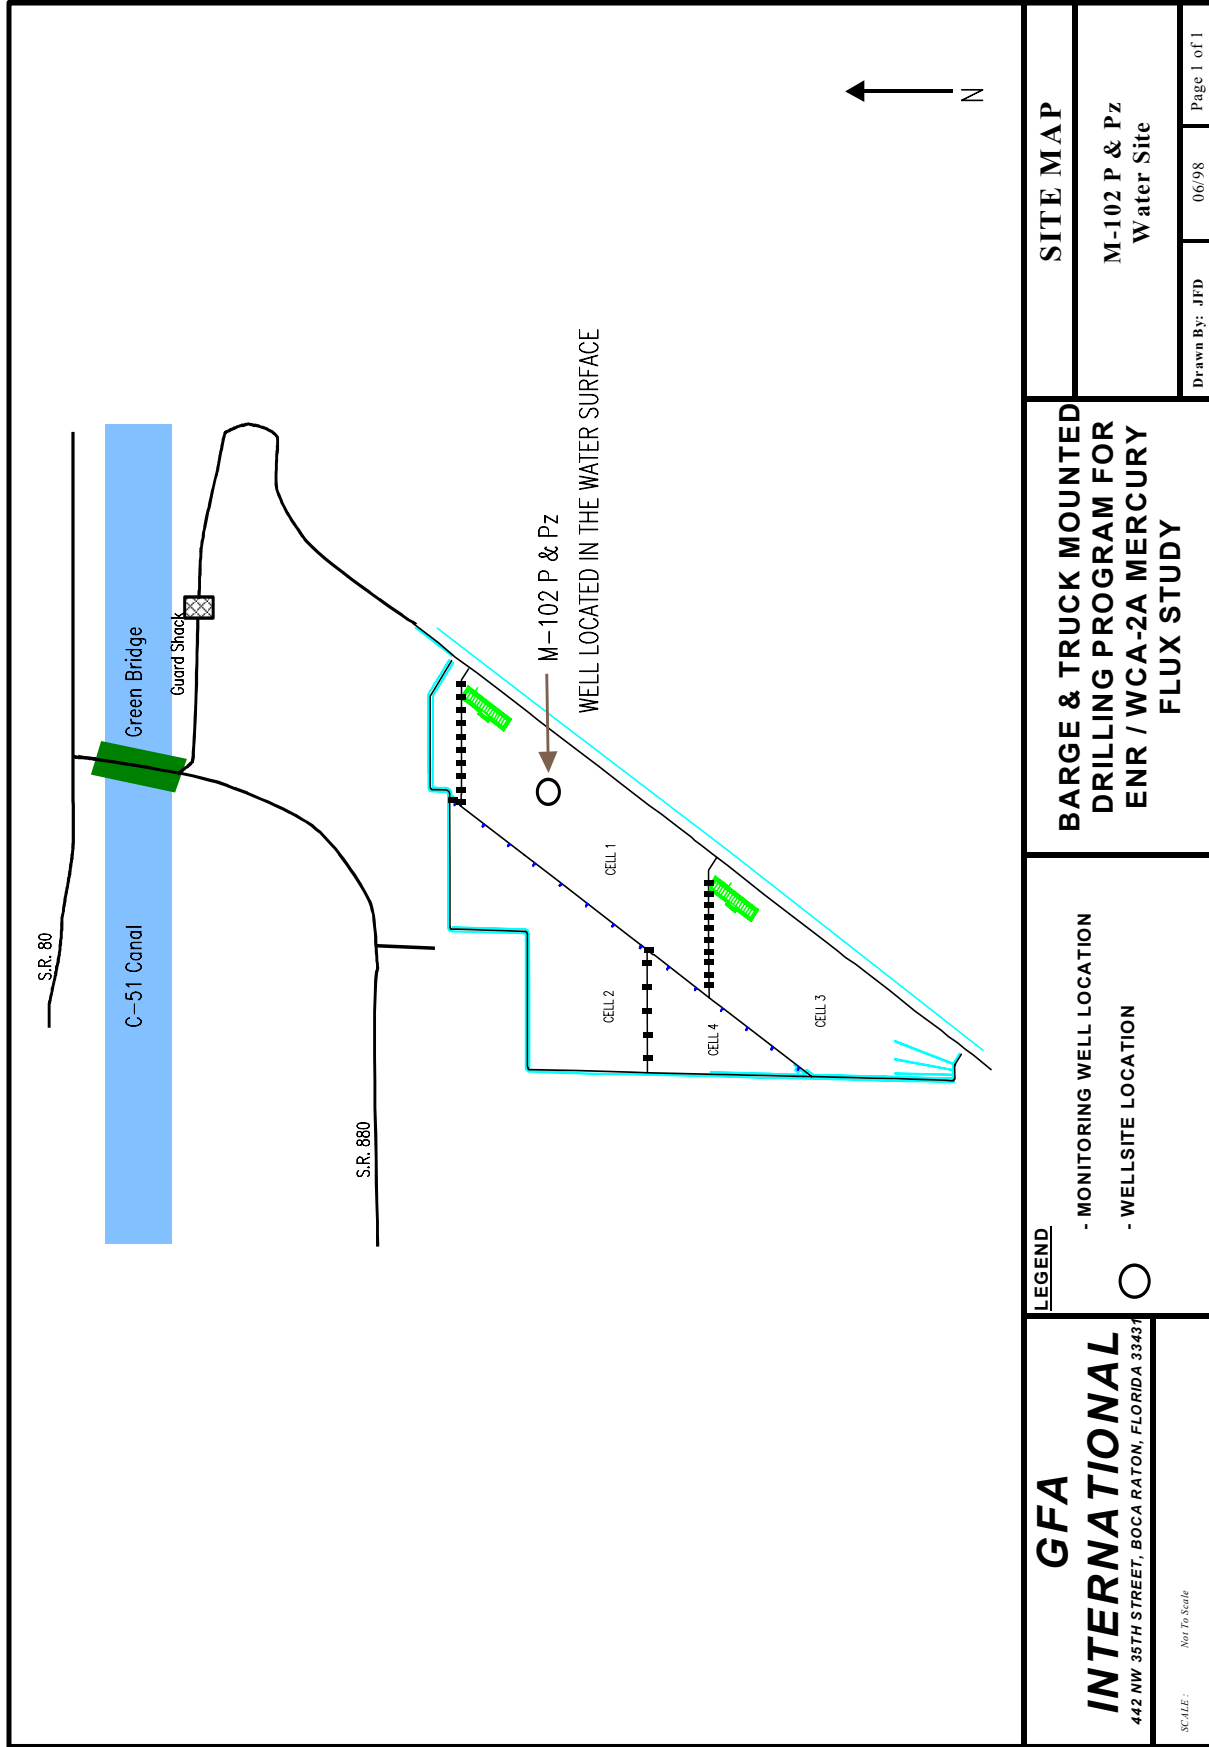 S.R. 80
C-51 Canal
Green Bridge
Guard Shack
S.R. 880
M-102 P & Pz
WELL LOCATED IN THE WATER SURFACE
CELL 1
CELL 2
CELL 4
CELL 3
N
GFA
INTERNATIONAL
442 NW 35TH STREET, BOCA RATON, FLORIDA 33431
SCALE : Not To Scale
LEGEND
- MONITORING WELL LOCATION
- WELLSITE LOCATION
BARGE & TRUCK MOUNTED
DRILLING PROGRAM FOR
ENR / WCA-2A MERCURY
FLUX STUDY
SITE MAP
M-102 P & Pz
Water Site
Drawn By: JFD
06/98
Page 1 of 1